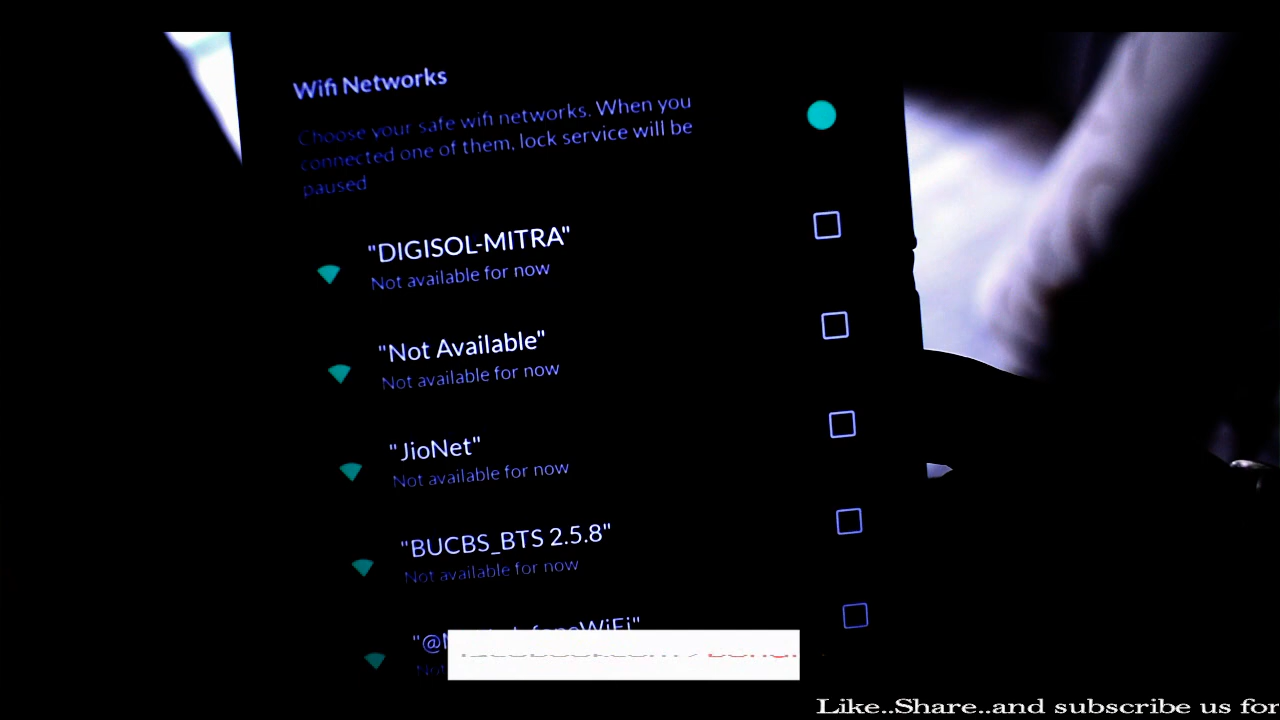 Wifi Networks
Choose your safe wifi networks. When you
connected one of them, lock service will be
paused
"DIGISOL-MITRA"
Not available for now
"Not Available"
Not available for now
"JioNet"
Not available for now
"BUCBS_BTS 2.5.8"
Not available for now
Not
Like..Share..and subscribe us for